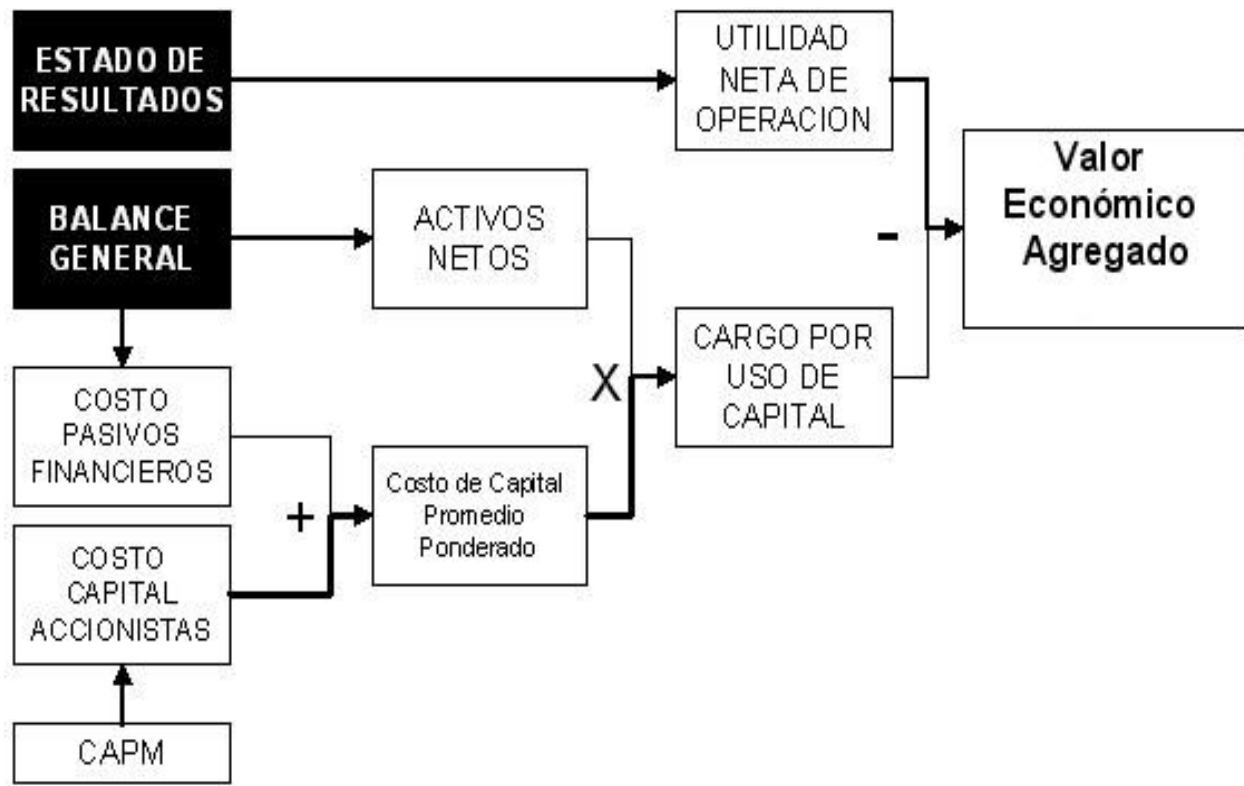 ESTADO DE
RESULTADOS
UTILIDAD
NETA DE
OPERACION
Valor
Económico
Agregado
BALANCE
GENERAL
ACTIVOS
NETOS
-
CARGO POR
USO DE
CAPITAL
X
COSTO
PASIVOS
FINANCIEROS
+
Costo de Capital
Promedio
Ponderado
COSTO
CAPITAL
ACCIONISTAS
CAPM